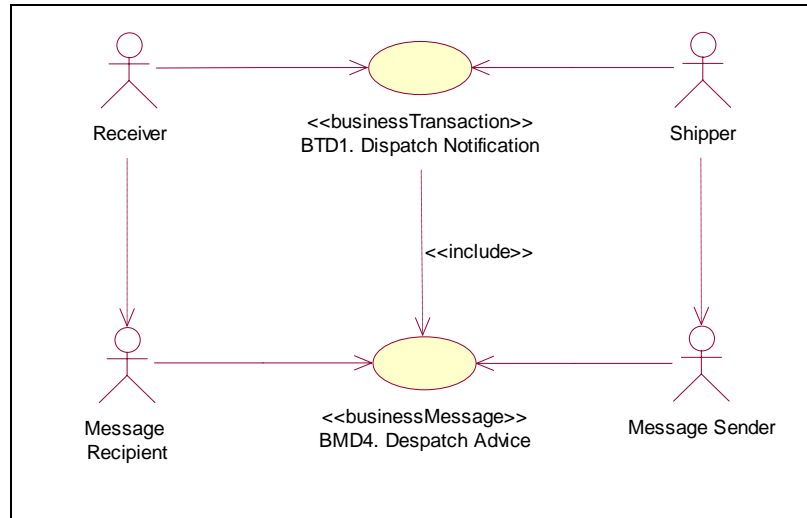 Receiver
<<businessTransaction>>
BTD1. Dispatch Notification
Shipper
<<include>>
Message
Recipient
<<businessMessage>>
BMD4. Despatch Advice
Message Sender